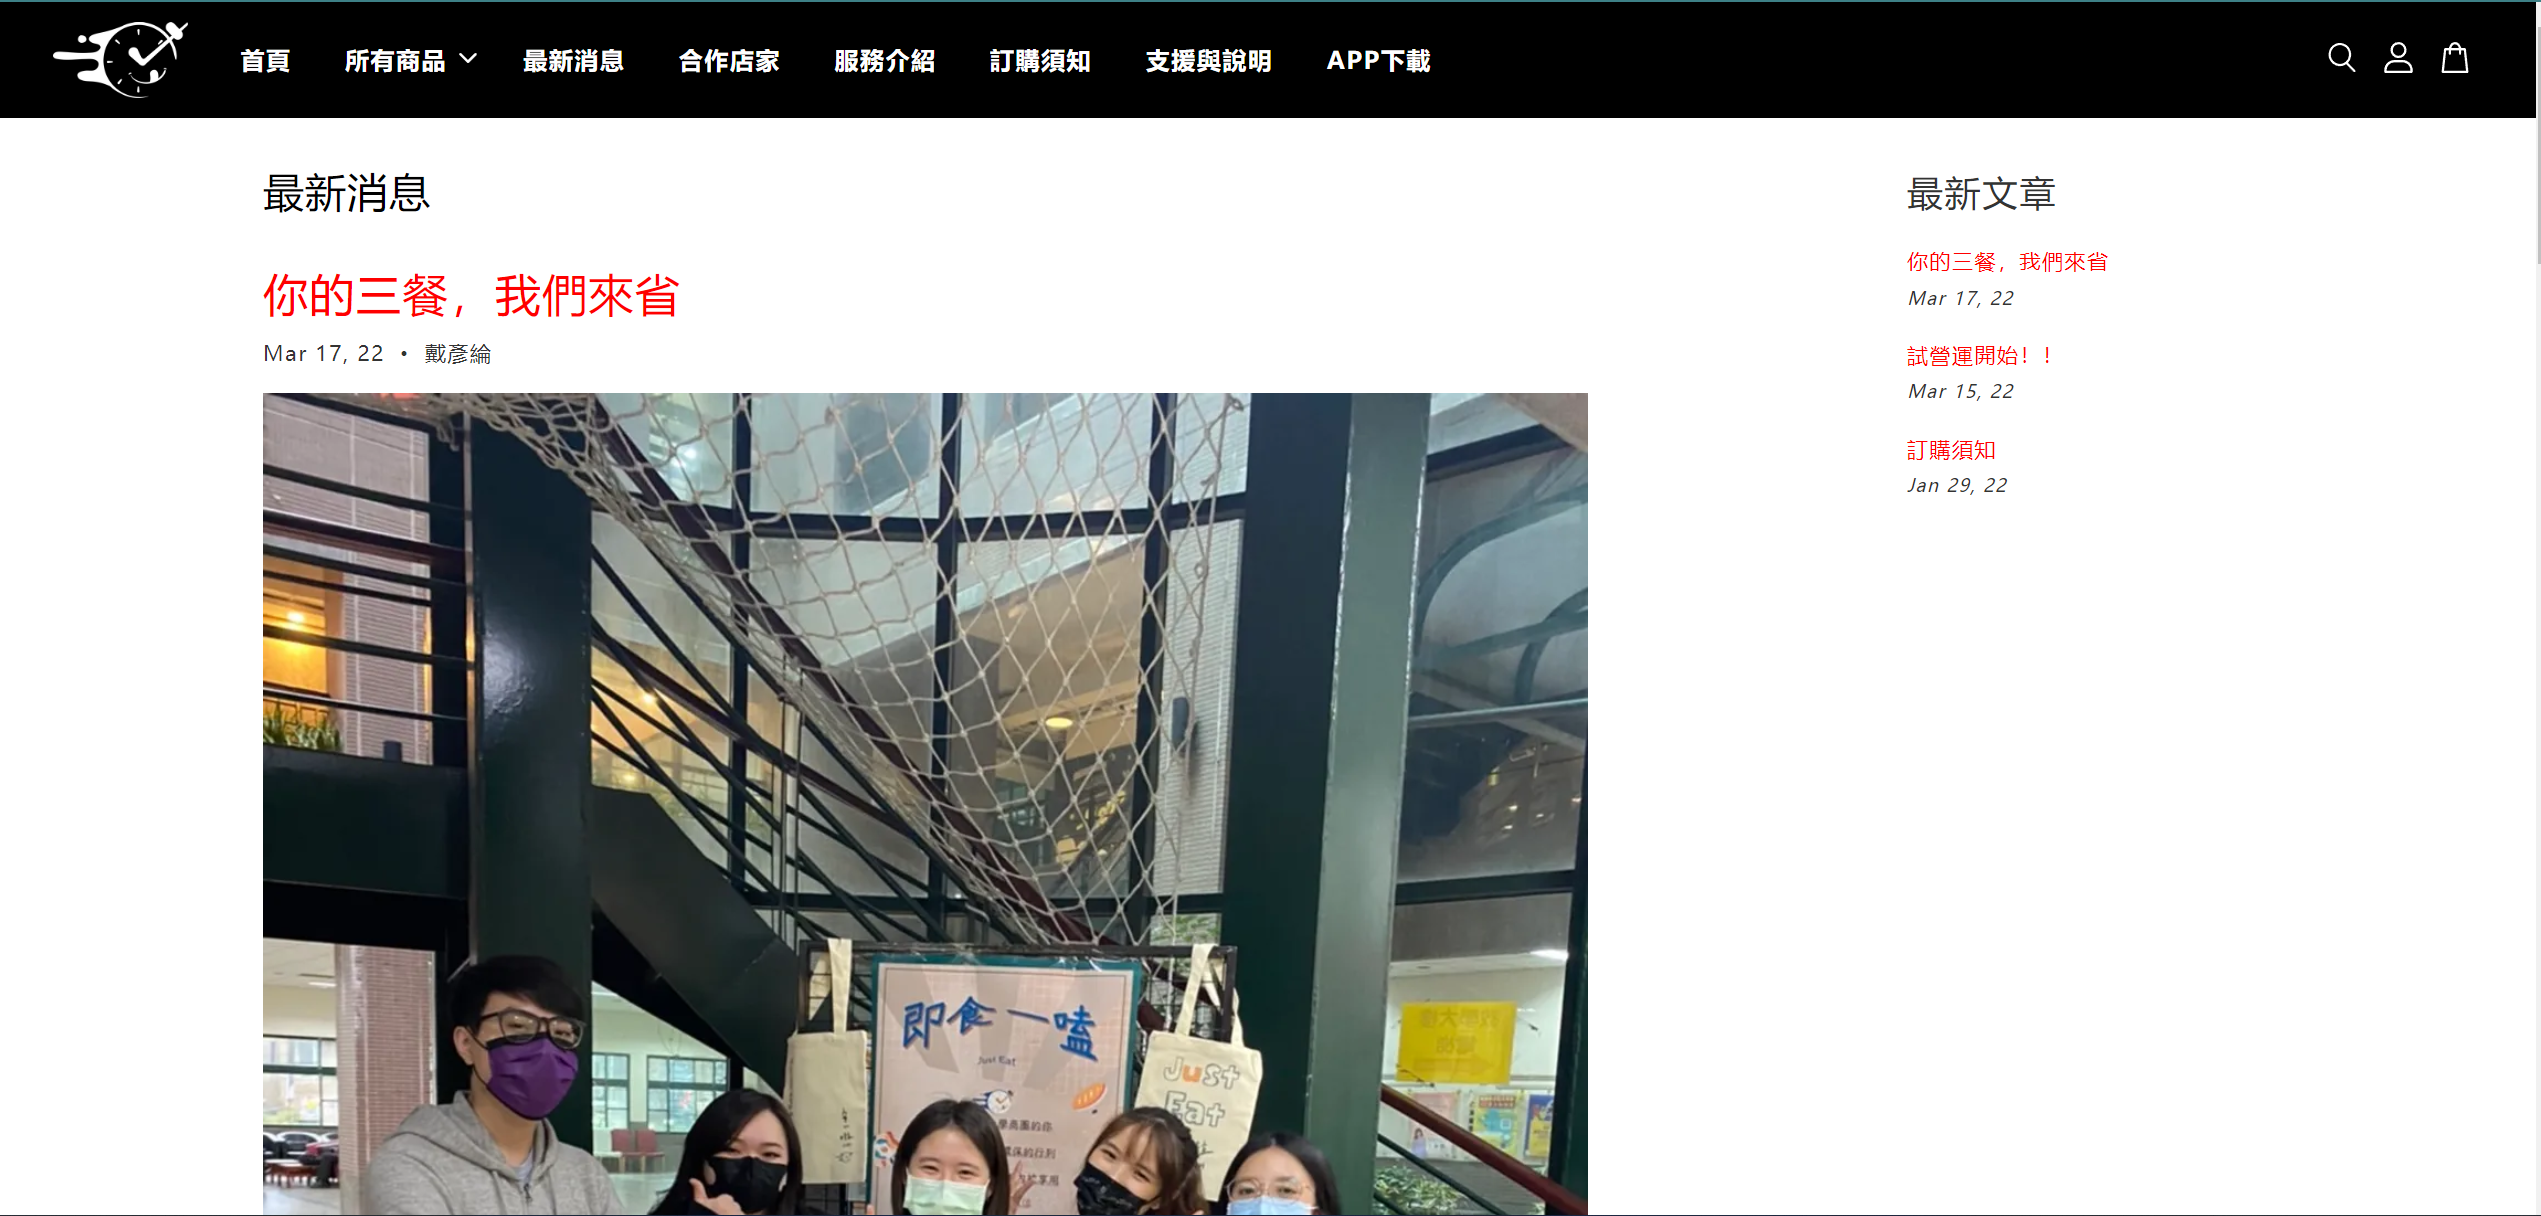 首頁 所有商品 最新消息 合作店家 服務介紹 訂購須知 支援與說明 APP下載
最新消息
你的三餐，我們來省
Mar 17, 22 • 戴彥綸
即食一嗑
Just Eat
Just
Eat
最新文章
你的三餐，我們來省
Mar 17, 22
試營運開始！！
Mar 15, 22
訂購須知
Jan 29, 22